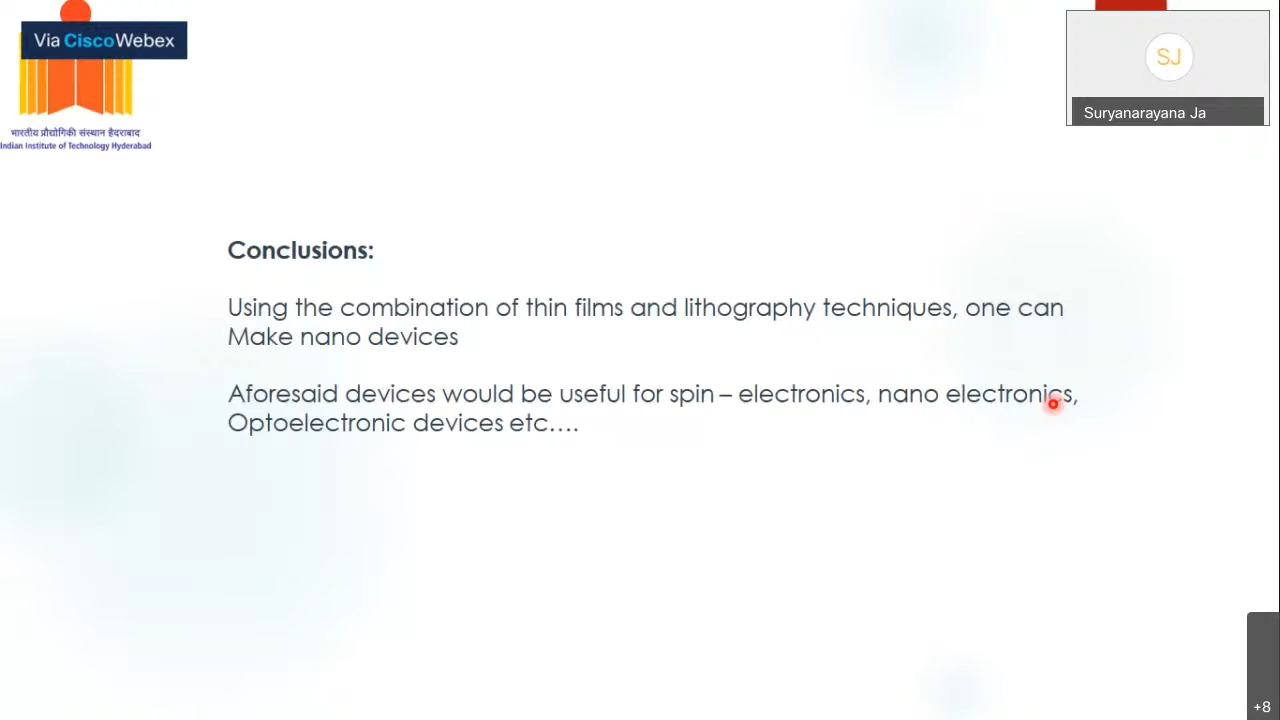 Via CiscoWebex
भारतीय प्रौद्योगिकी संस्थान हैदराबाद
Indian Institute of Technology Hyderabad
SJ
Suryanarayana Ja
Conclusions:
Using the combination of thin films and lithography techniques, one can
Make nano devices
Aforesaid devices would be useful for spin – electronics, nano electronics,
Optoelectronic devices etc….
+8